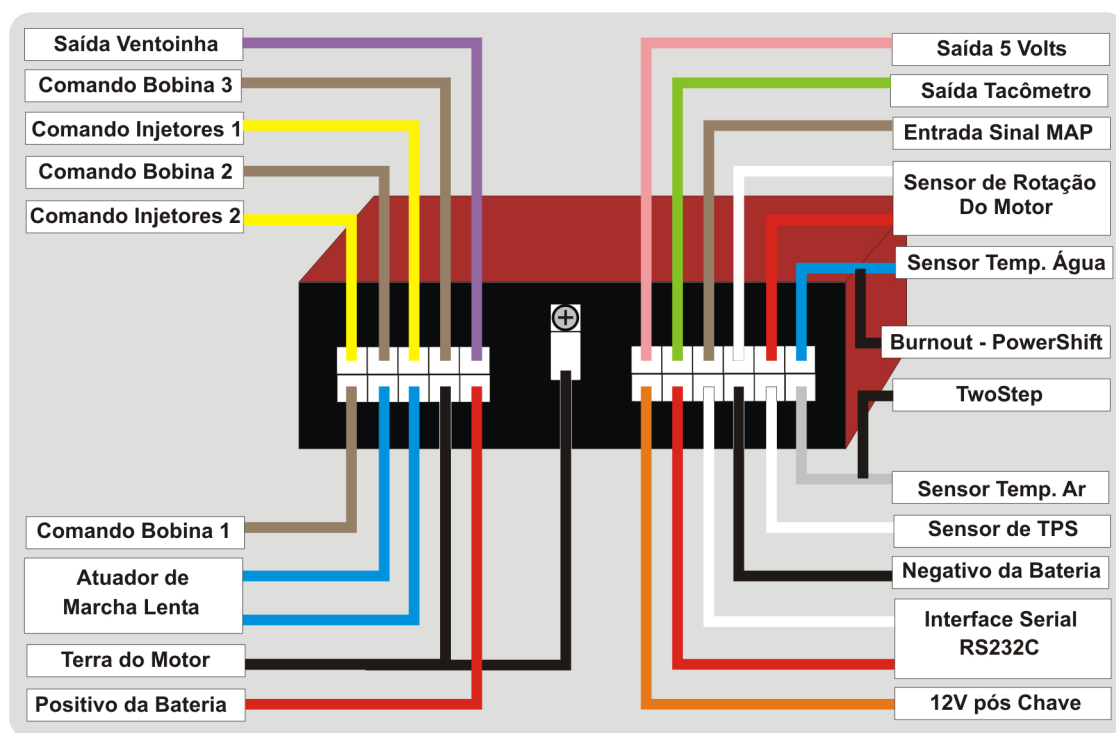 Saída Ventoinha
Comando Bobina 3
Comando Injetores 1
Comando Bobina 2
Comando Injetores 2
Comando Bobina 1
Atuador de
Marcha Lenta
Terra do Motor
Positivo da Bateria
Saída 5 Volts
Saída Tacômetro
Entrada Sinal MAP
Sensor de Rotação
Do Motor
Sensor Temp. Água
Burnout - PowerShift
TwoStep
Sensor Temp. Ar
Sensor de TPS
Negativo da Bateria
Interface Serial
RS232C
12V pós Chave